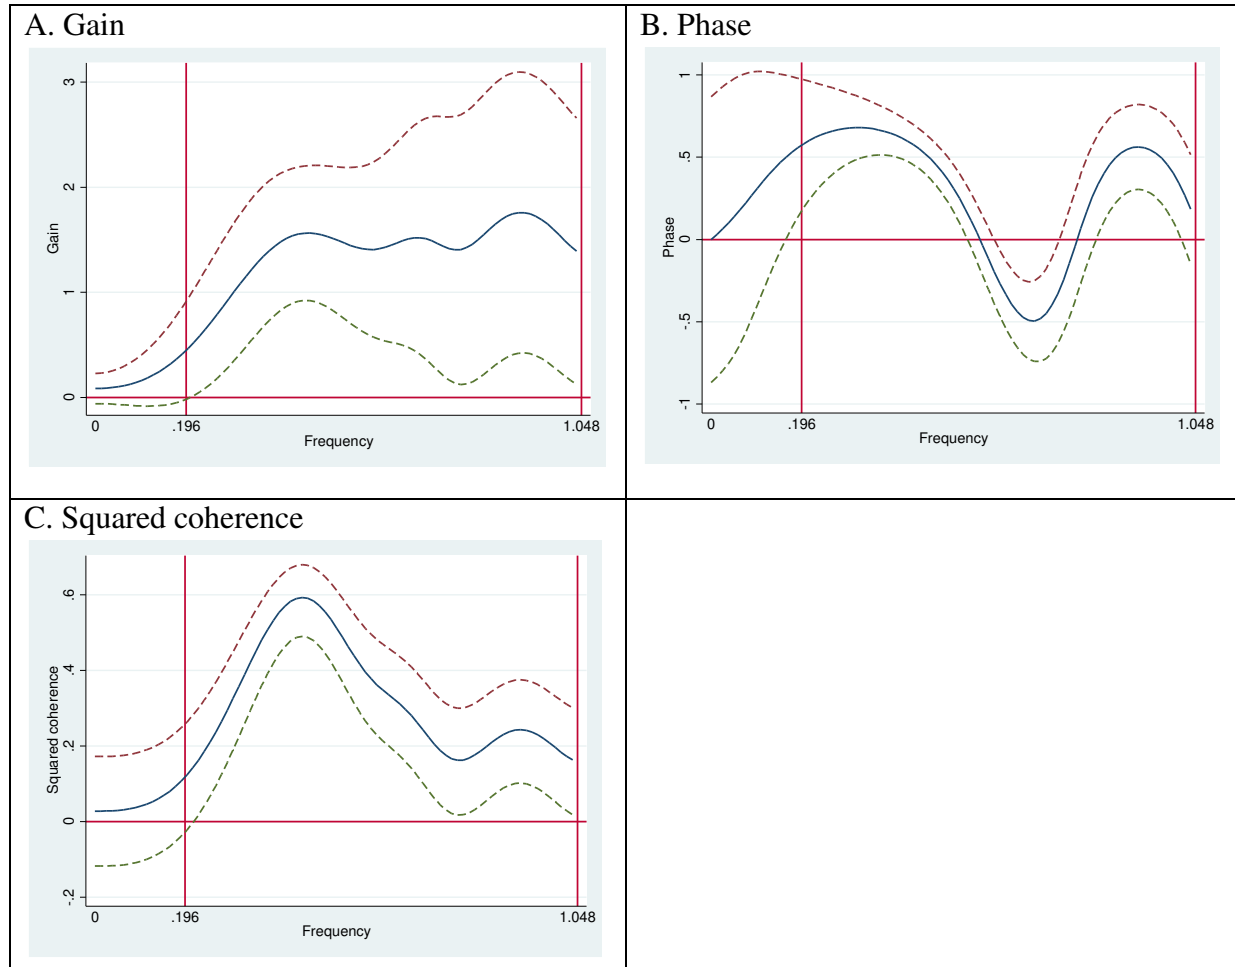 A. Gain
3
2
1
0
Gain
0
.196
1.048
Frequency
B. Phase
1
.5
0
-.5
-1
Phase
0
.196
1.048
Frequency
C. Squared coherence
.6
.4
.2
0
-.2
Squared coherence
0
.196
1.048
Frequency